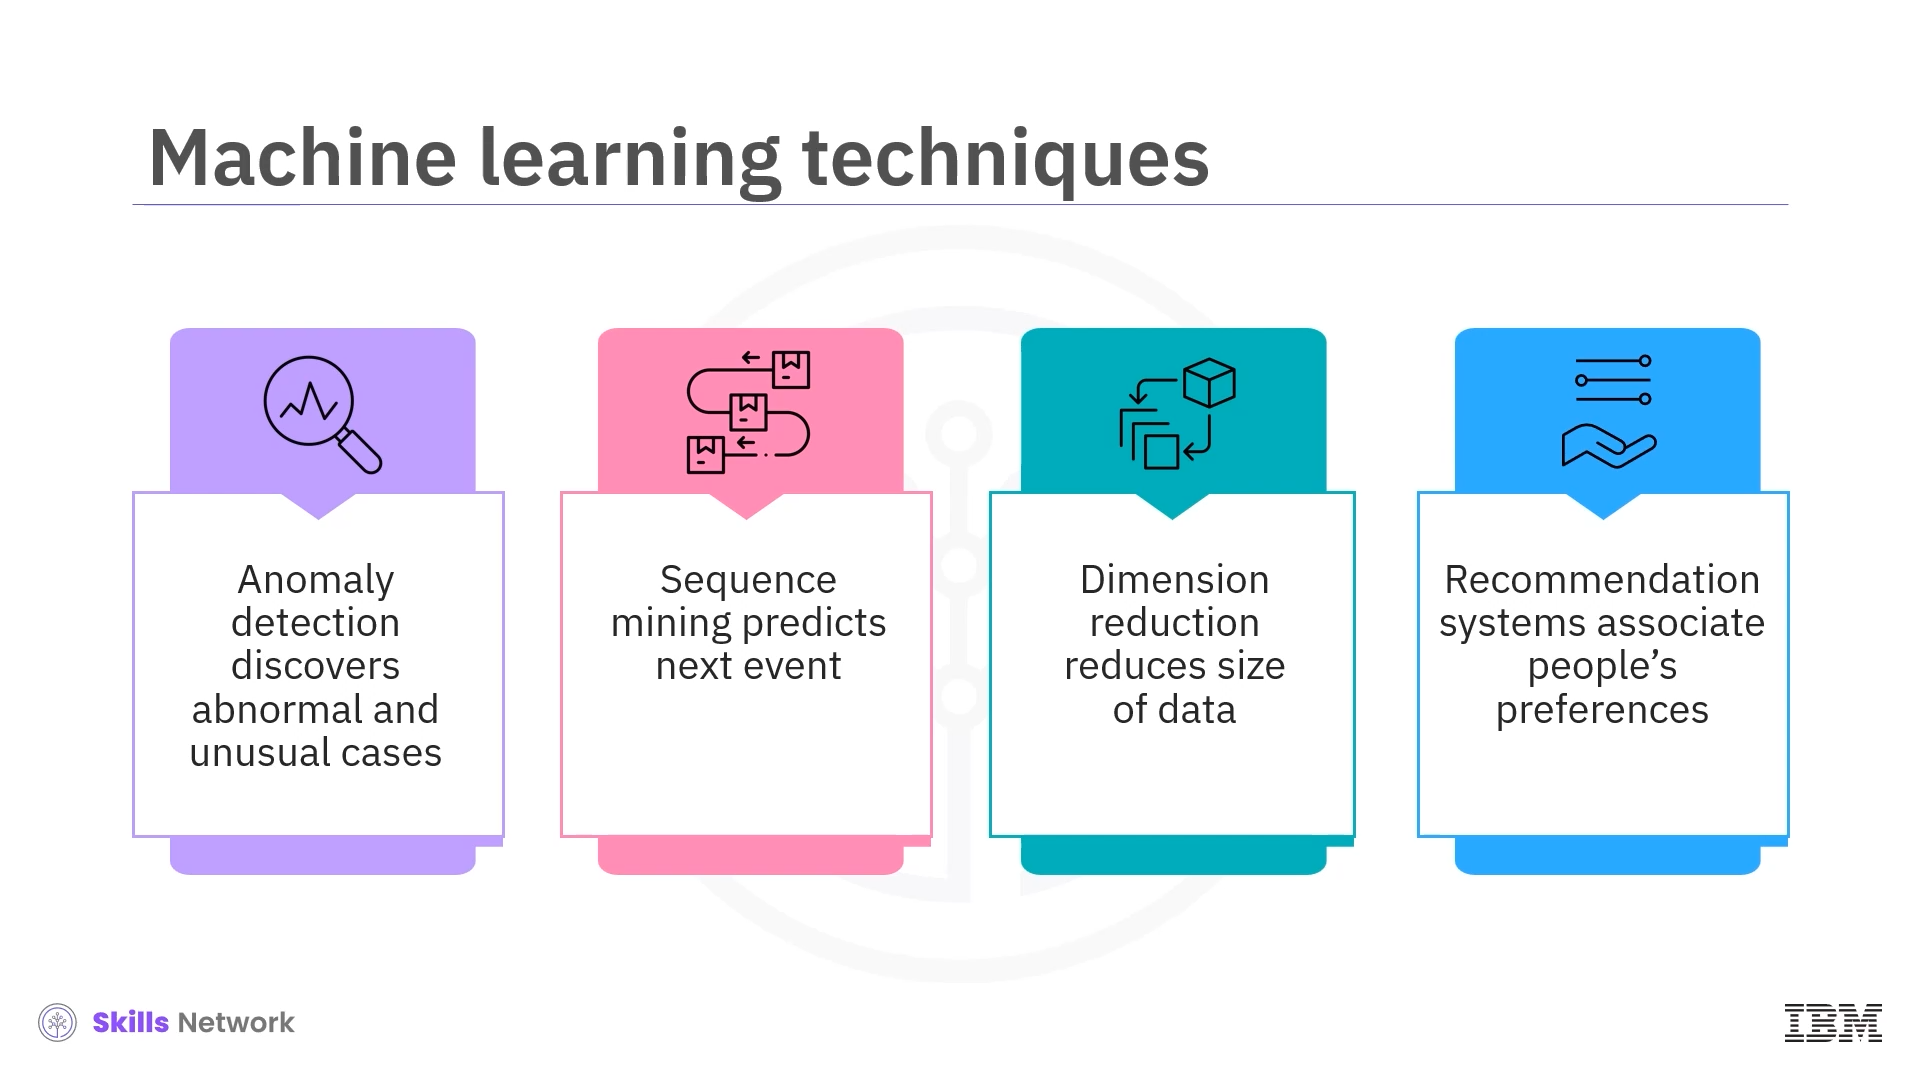 Machine learning techniques
Anomaly
detection
discovers
abnormal and
unusual cases
Sequence
mining predicts
next event
Dimension
reduction
reduces size
of data
Recommendation
systems associate
people’s
preferences
Skills Network
IBM